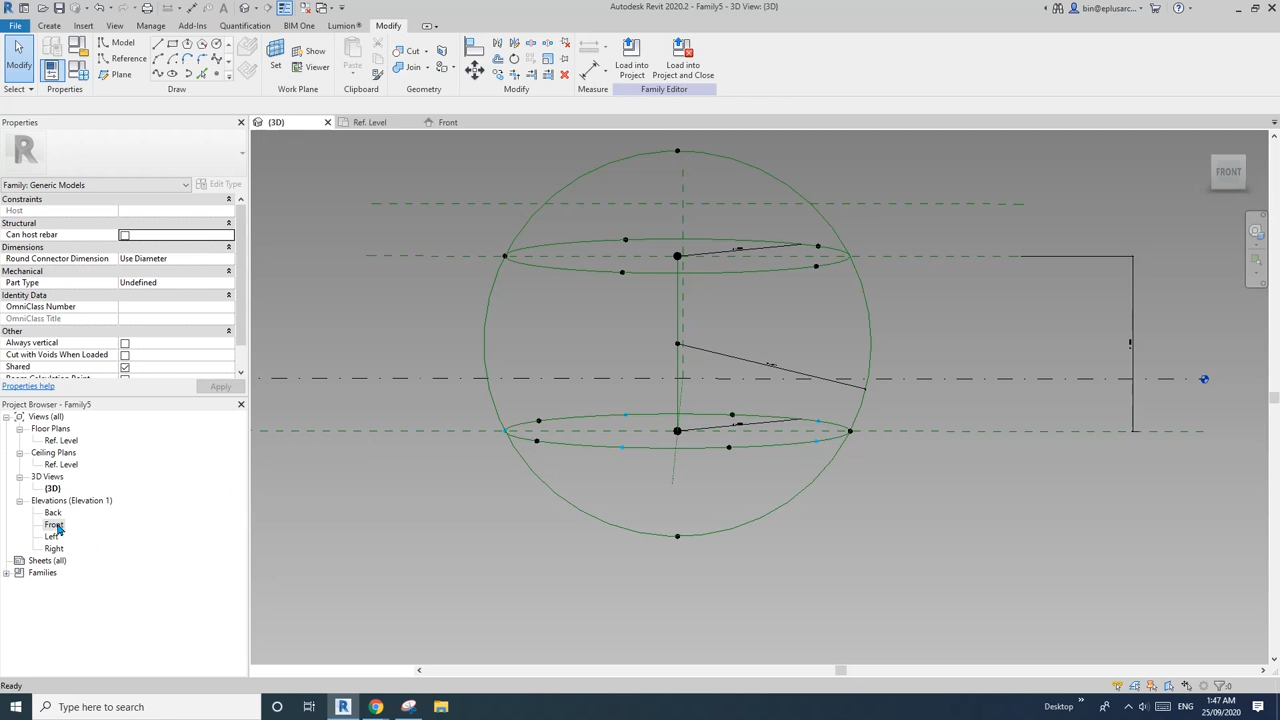 Autodesk Revit 2020.2 - Family5 - 3D View: {3D}
bin@eplusarc...
File Create Insert View Manage Add-Ins Quantification BIM One Lumion® Modify
Modify Model Reference Plane Set Show Viewer Paste Cut Join Load into Project Load into Project and Close
Select Properties Draw Work Plane Clipboard Geometry Modify Measure Family Editor
Properties
{3D} Ref. Level Front
FRONT
Family: Generic Models Edit Type
Constraints
Host
Structural
Can host rebar
Dimensions
Round Connector Dimension Use Diameter
Mechanical
Part Type Undefined
Identity Data
OmniClass Number
OmniClass Title
Other
Always vertical
Cut with Voids When Loaded
Shared
Room Calculation Point
Properties help Apply
Project Browser - Family5
Views (all)
Floor Plans
Ref. Level
Ceiling Plans
Ref. Level
3D Views
{3D}
Elevations (Elevation 1)
Back
Front
Left
Right
Sheets (all)
Families
Ready
:0
Type here to search
Desktop
ENG
1:47 AM
25/09/2020